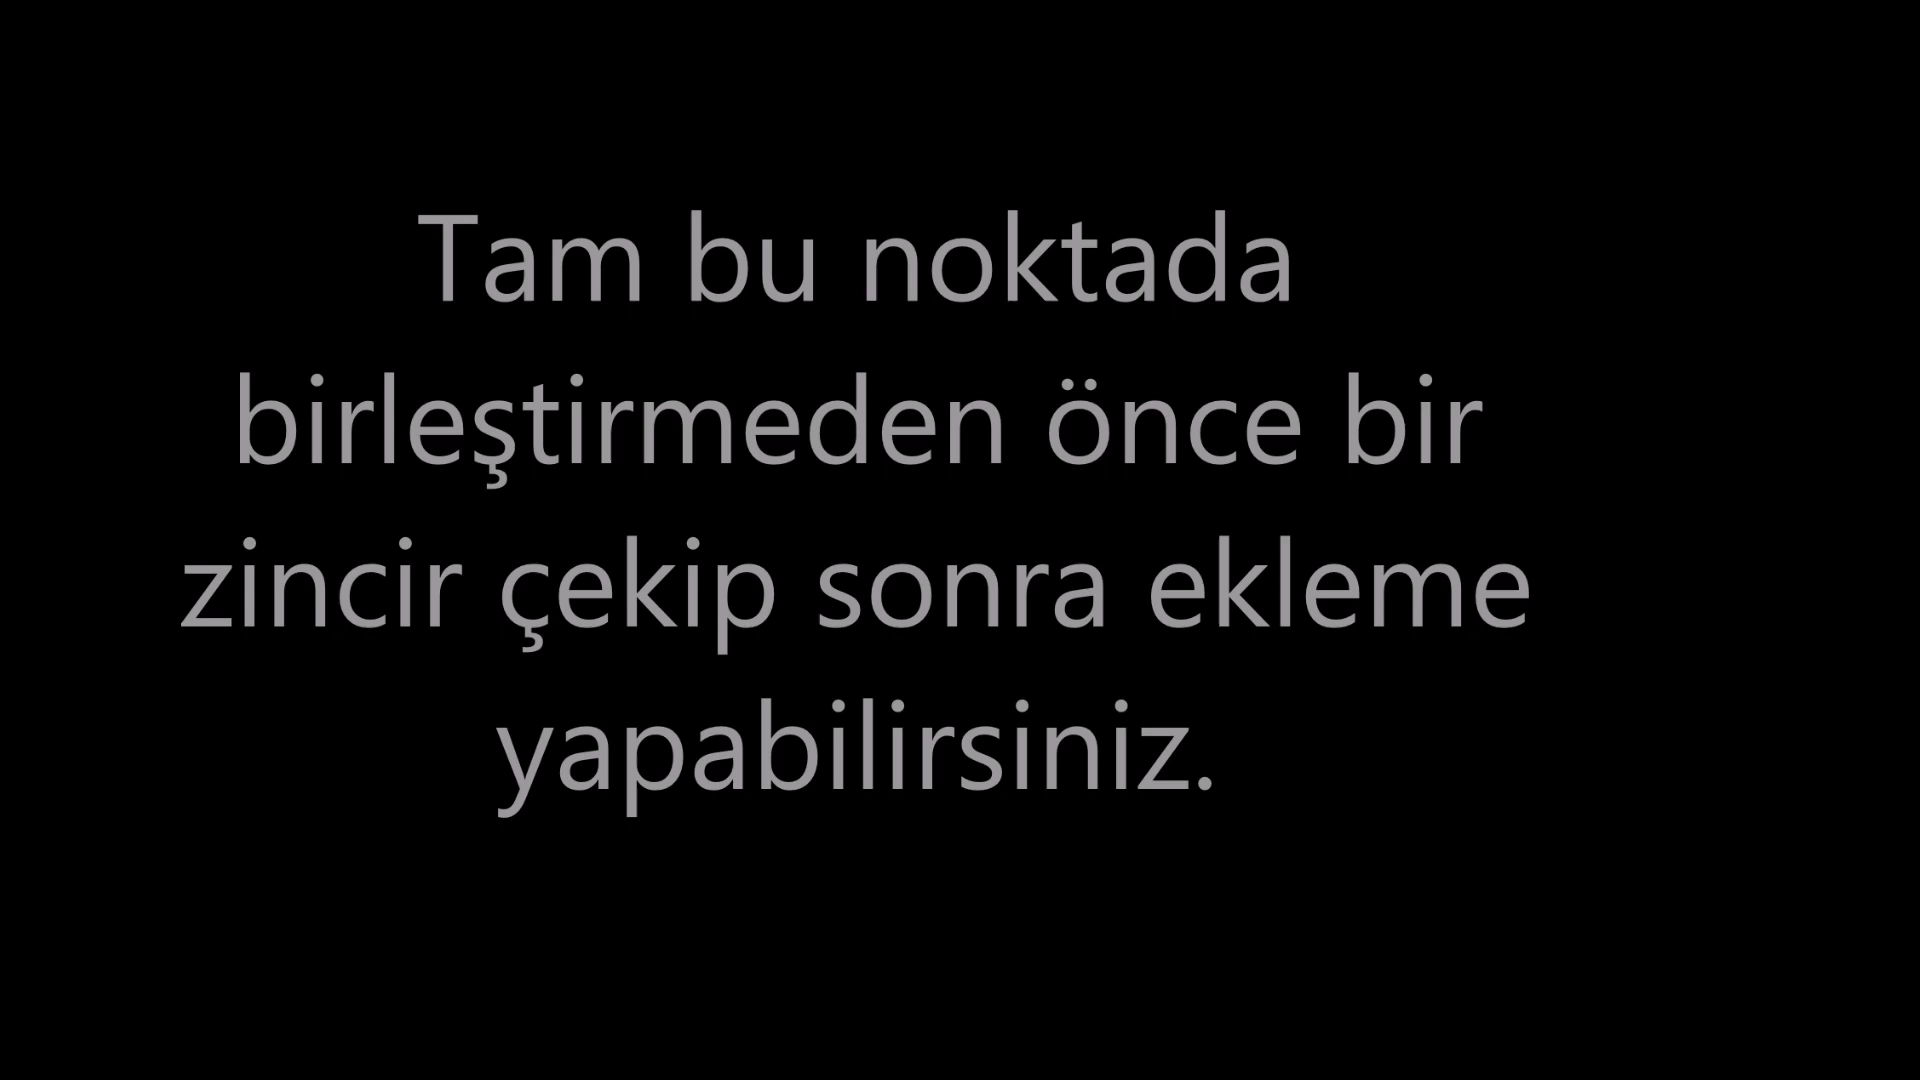 Tam bu noktada
birleştirmeden önce bir
zincir çekip sonra ekleme
yapabilirsiniz.